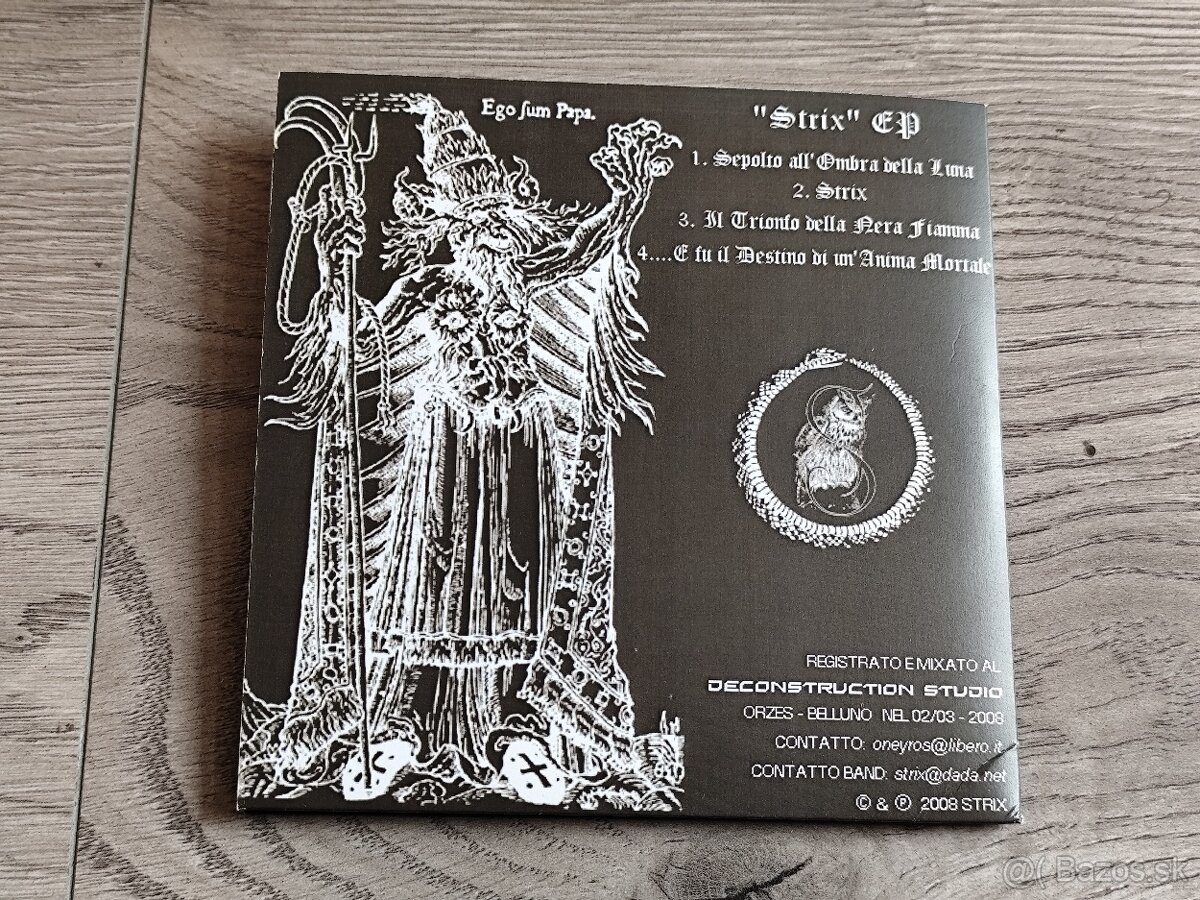 Ego ſum Papa.
"Strix" EP
1. Sepolto all'Ombra della Luna
2. Strix
3. Il Trionfo della Nera Fiamma
4....E fu il Destino di un'Anima Mortale
REGISTRATO E MIXATO AL
DECONSTRUCTION STUDIO
ORZES - BELLUNO NEL 02/03 - 2008
CONTATTO: oneyros@libero.it
CONTATTO BAND: strix@dada.net
© & ℗ 2008 STRIX
@( Bazos.sk